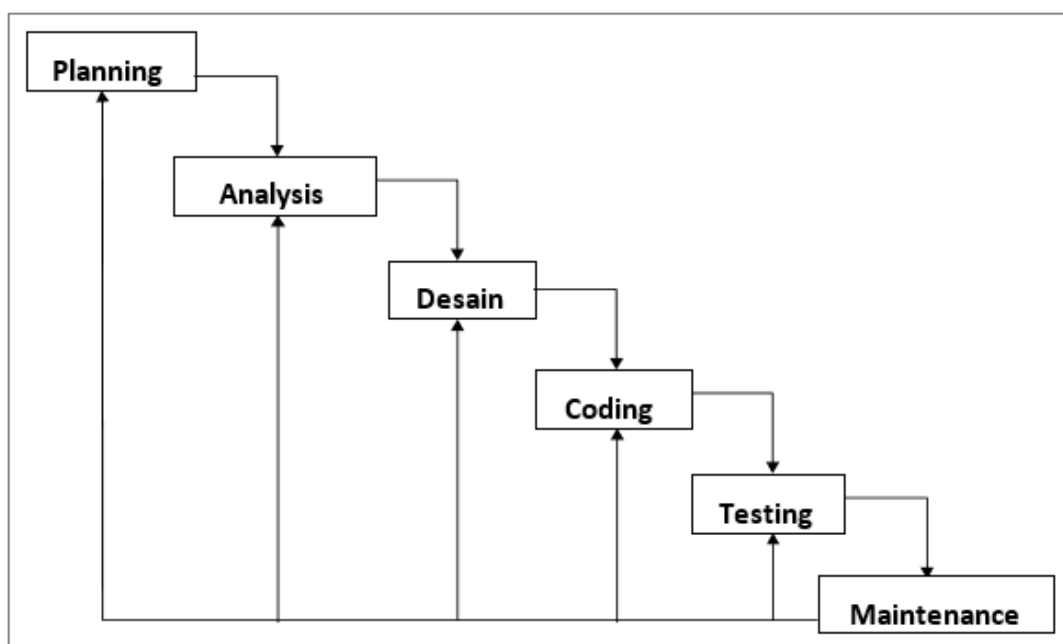 Planning
Analysis
Desain
Coding
Testing
Maintenance